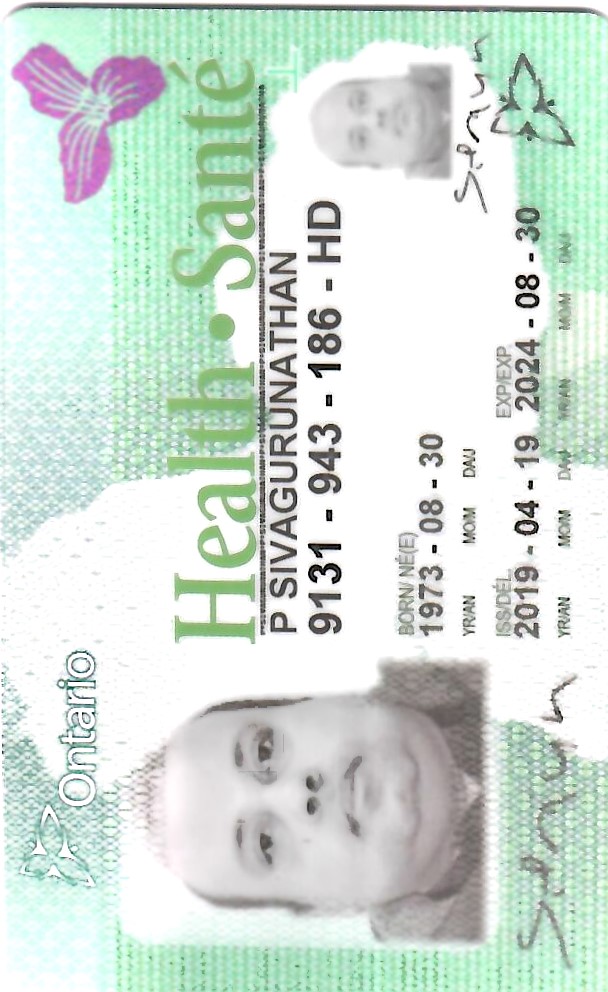 Ontario
Health • Santé
P SIVAGURUNATHAN
9131 - 943 - 186 - HD
BORN/ NÉ(E)
1973 - 08 - 30
YR/AN MO/M DA/J
ISS/DÉL. EXP/EXP.
2019 - 04 - 19 2024 - 08 - 30
YR/AN MO/M DA/J YR/AN MO/M DA/J